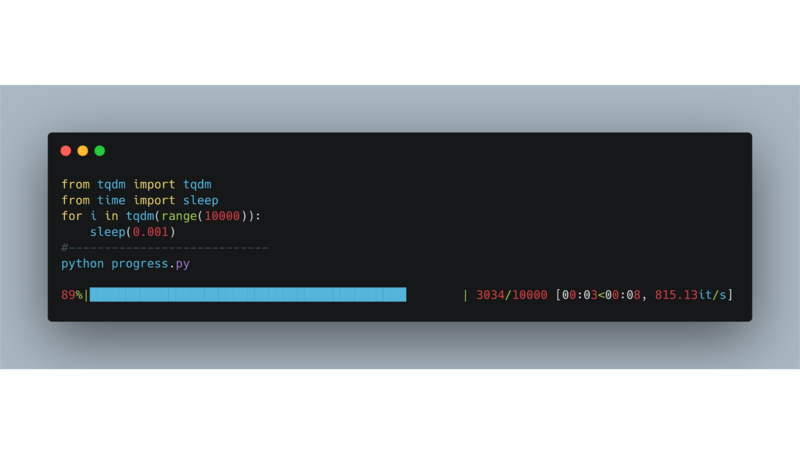 from tqdm import tqdm
from time import sleep
for i in tqdm(range(10000)):
    sleep(0.001)
#----------------------------
python progress.py
89%|████████████████████████████████████████████        | 3034/10000 [00:03<00:08, 815.13it/s]